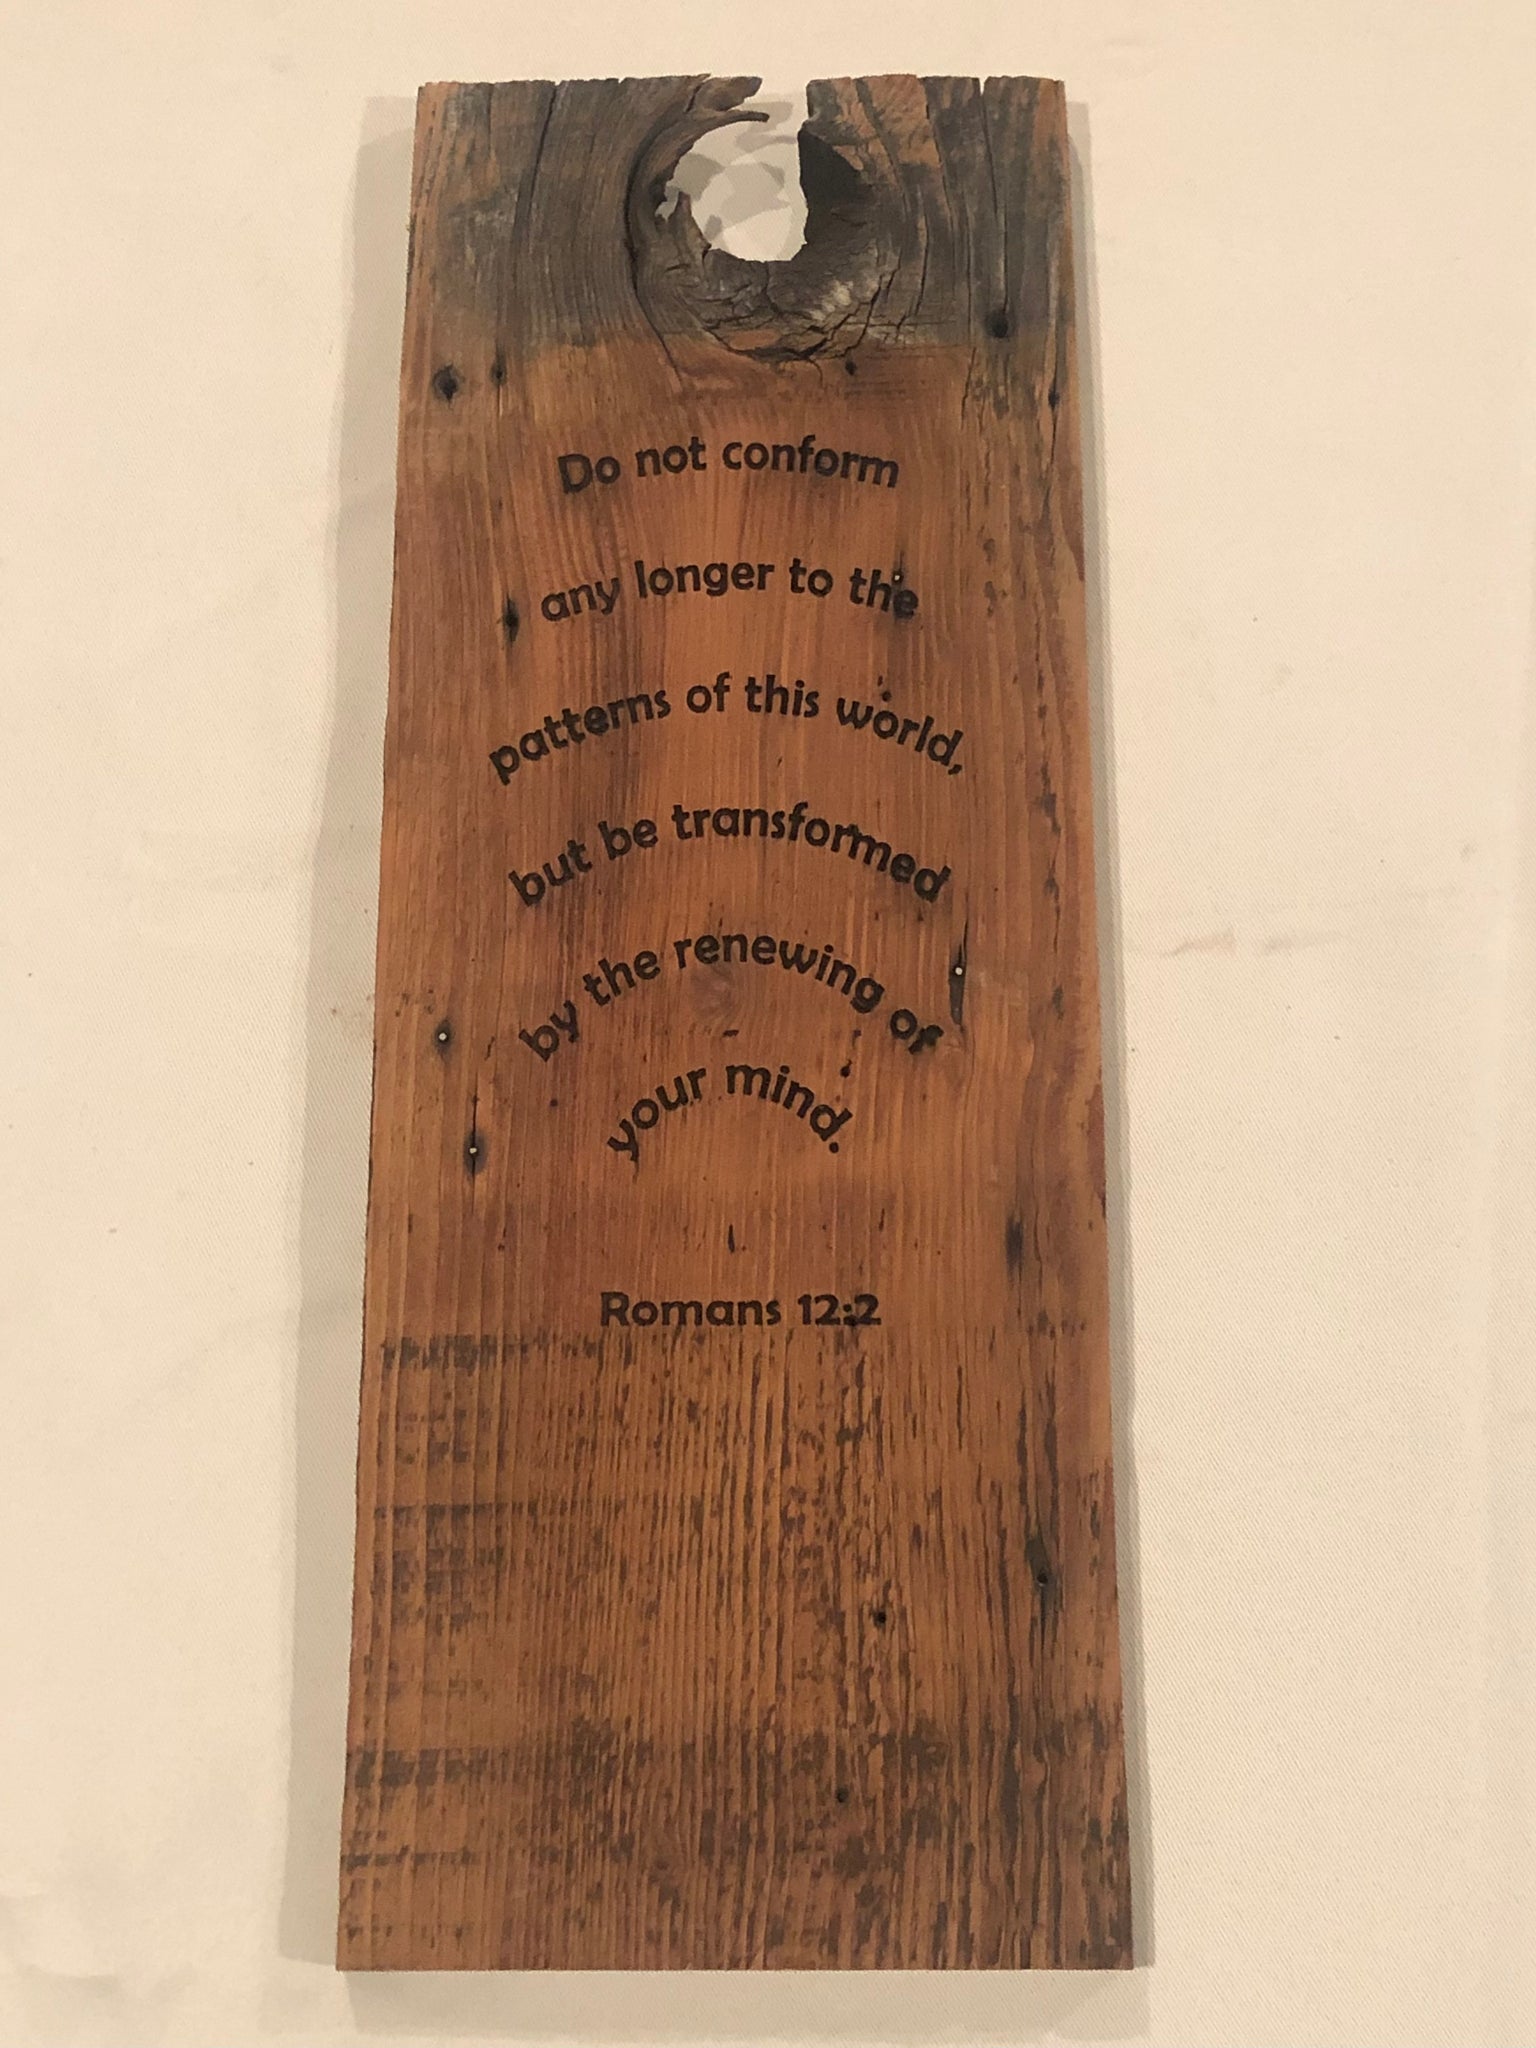 Do not conform
any longer to the
patterns of this world,
but be transformed
by the renewing of
your mind.
Romans 12:2